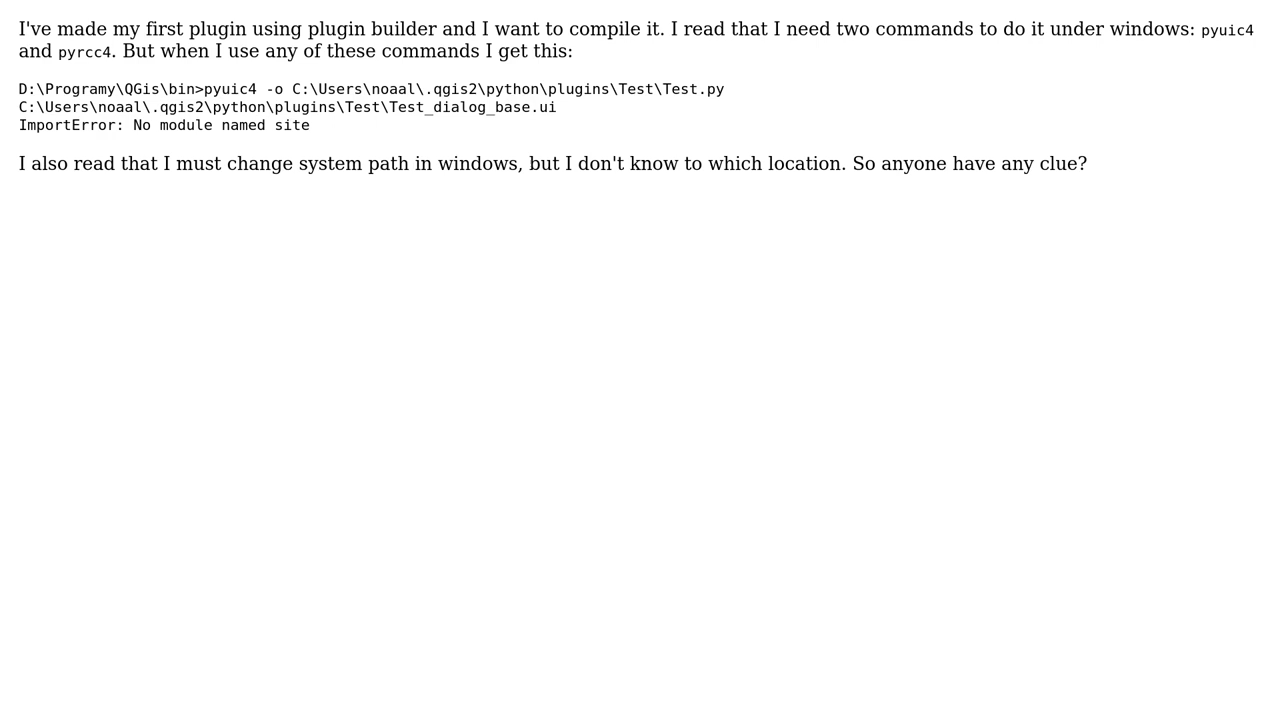 I've made my first plugin using plugin builder and I want to compile it. I read that I need two commands to do it under windows: pyuic4
and pyrcc4. But when I use any of these commands I get this:
D:\Programy\QGis\bin>pyuic4 -o C:\Users\noaal\.qgis2\python\plugins\Test\Test.py
C:\Users\noaal\.qgis2\python\plugins\Test\Test_dialog_base.ui
ImportError: No module named site
I also read that I must change system path in windows, but I don't know to which location. So anyone have any clue?